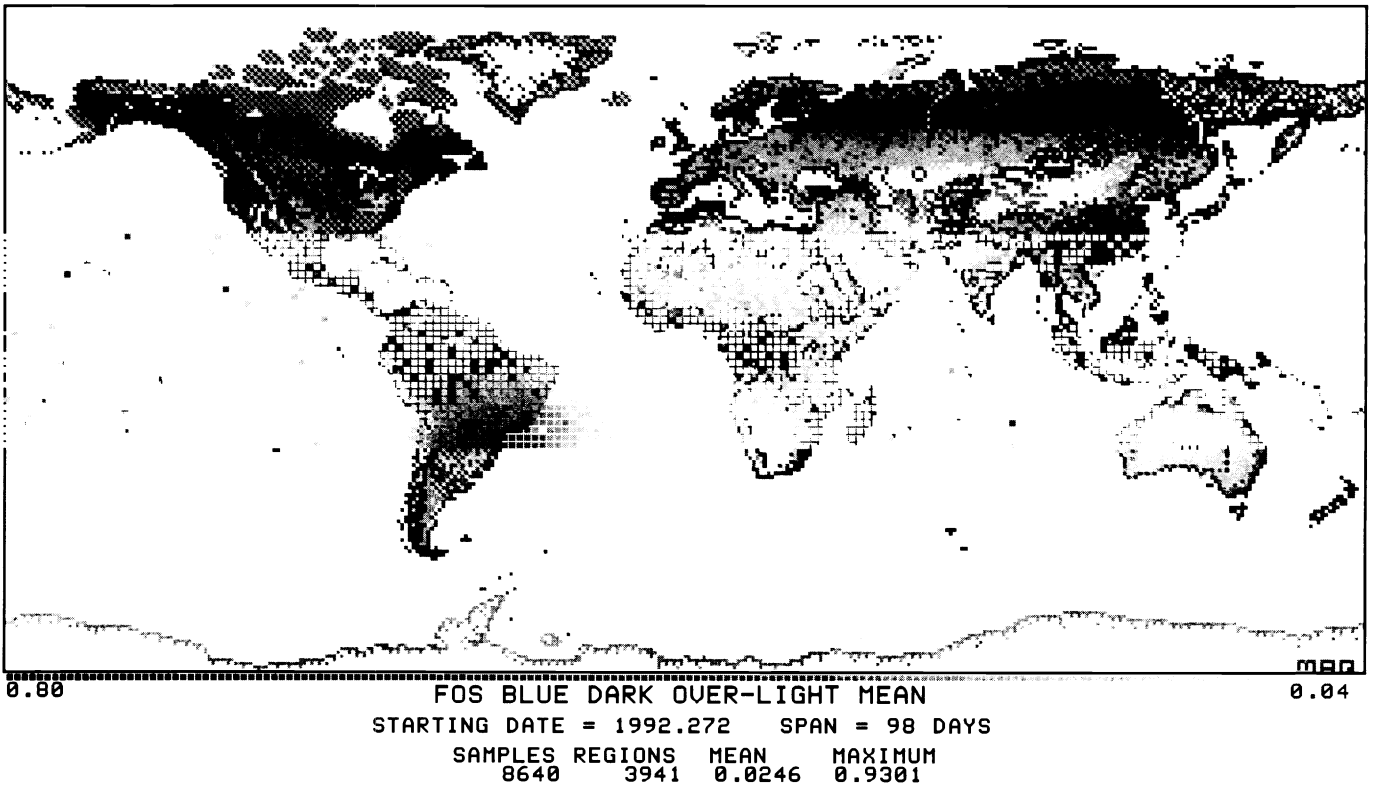 MAQ
0.80 0.04
FOS BLUE DARK OVER-LIGHT MEAN
STARTING DATE = 1992.272 SPAN = 98 DAYS
SAMPLES REGIONS MEAN MAXIMUM
8640 3941 0.0246 0.9301